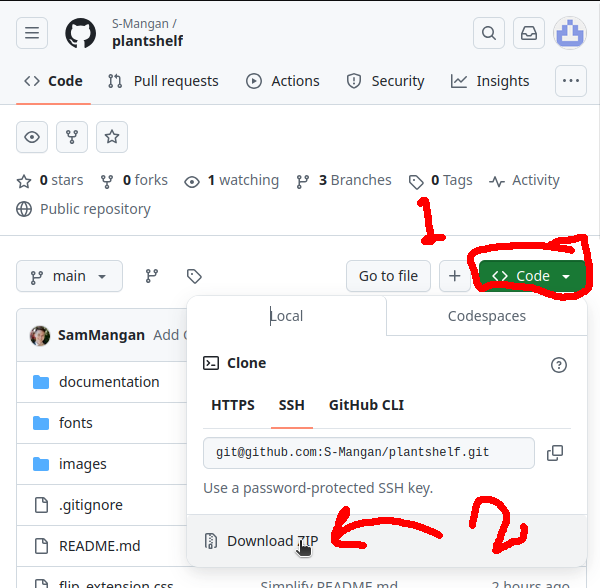 S-Mangan /
plantshelf
Code Pull requests Actions Security Insights ...
0 stars 0 forks 1 watching 3 Branches 0 Tags Activity
Public repository
1
main Go to file + Code
Local Codespaces
SamMangan Add
Clone
documentation
HTTPS SSH GitHub CLI
fonts
git@github.com:S-Mangan/plantshelf.git
images
Use a password-protected SSH key.
.gitignore
Download ZIP 2
README.md
flip_extension.css Simplify README.md 2 hours ago